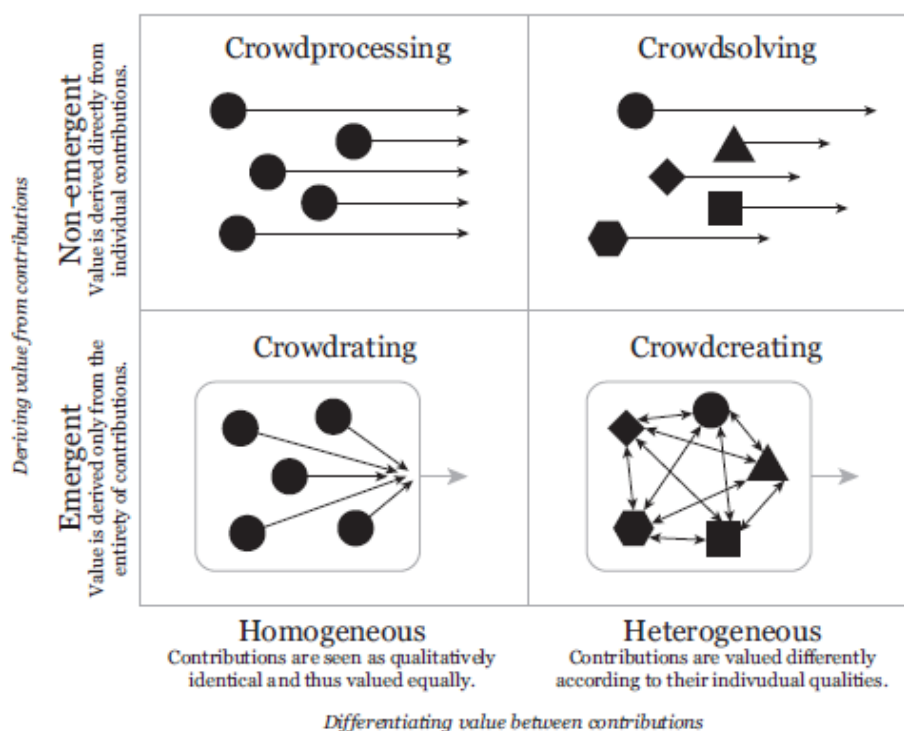 Crowdprocessing
Crowdsolving
Deriving value from contributions
Non-emergent
Value is derived directly from
individual contributions.
Crowdrating
Crowdcreating
Emergent
Value is derived only from the
entirety of contributions.
Homogeneous
Contributions are seen as qualitatively
identical and thus valued equally.
Heterogeneous
Contributions are valued differently
according to their indivudual qualities.
Differentiating value between contributions